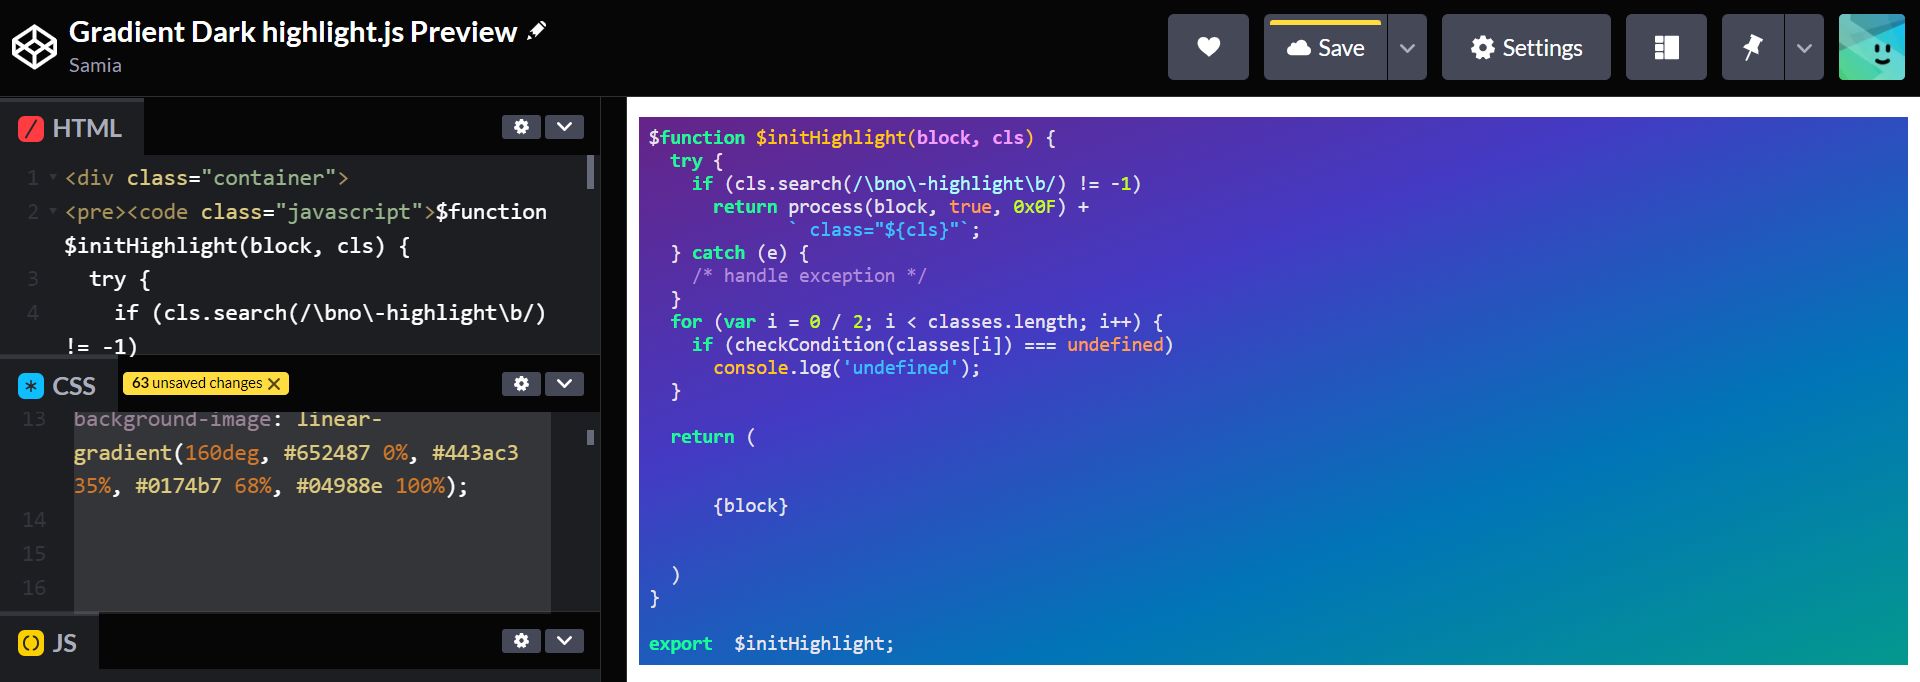 Gradient Dark highlight.js Preview
Samia
Save
Settings
HTML
1 <div class="container">
2 <pre><code class="javascript">$function
$initHighlight(block, cls) {
3 try {
4 if (cls.search(/\bno\-highlight\b/)
!= -1)
CSS
63 unsaved changes
13 background-image: linear-
gradient(160deg, #652487 0%, #443ac3
35%, #0174b7 68%, #04988e 100%);
14
15
16
JS
$function $initHighlight(block, cls) {
try {
if (cls.search(/\bno\-highlight\b/) != -1)
return process(block, true, 0x0F) +
` class="${cls}"`;
} catch (e) {
/* handle exception */
}
for (var i = 0 / 2; i < classes.length; i++) {
if (checkCondition(classes[i]) === undefined)
console.log('undefined');
}
return (
{block}
)
}
export $initHighlight;